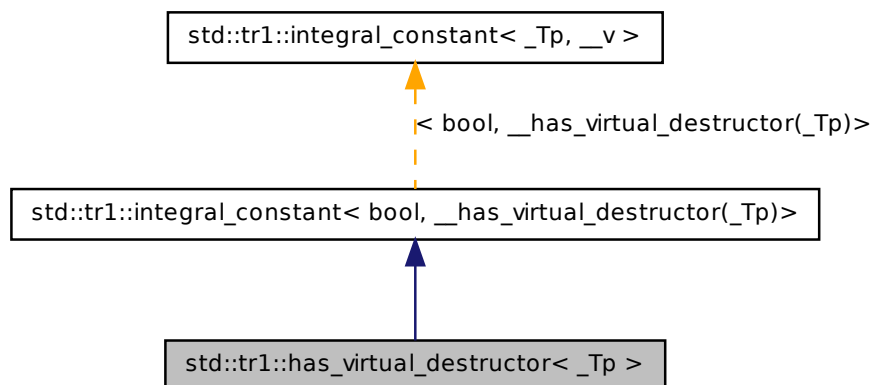 std::tr1::integral_constant< _Tp, __v >
< bool, __has_virtual_destructor(_Tp)>
std::tr1::integral_constant< bool, __has_virtual_destructor(_Tp)>
std::tr1::has_virtual_destructor< _Tp >